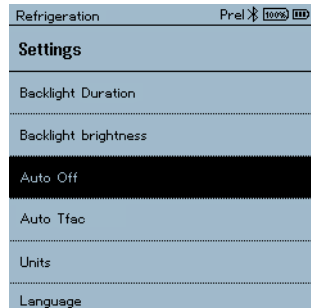 Refrigeration Prel 100%
Settings
Backlight Duration
Backlight brightness
Auto Off
Auto Tfac
Units
Language